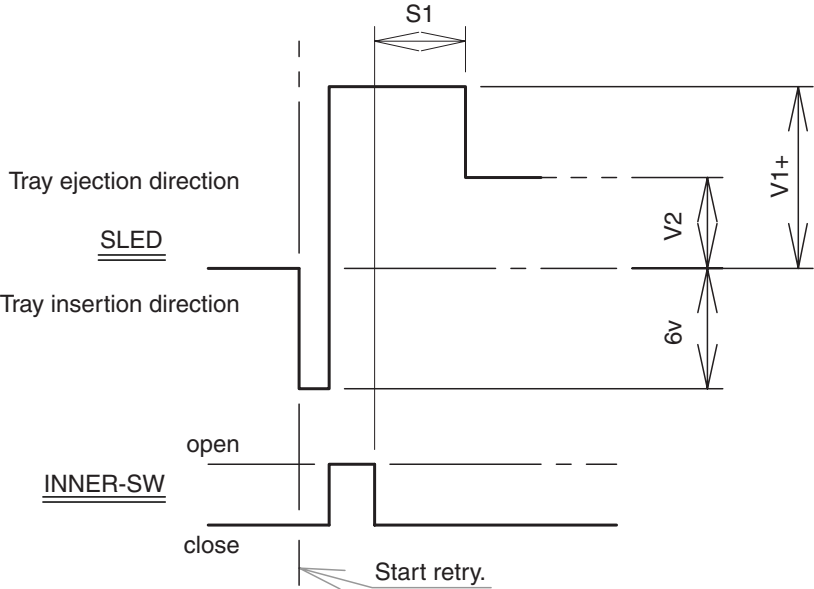 S1
Tray ejection direction
V1+
V2
SLED
Tray insertion direction
6v
open
INNER-SW
close
Start retry.